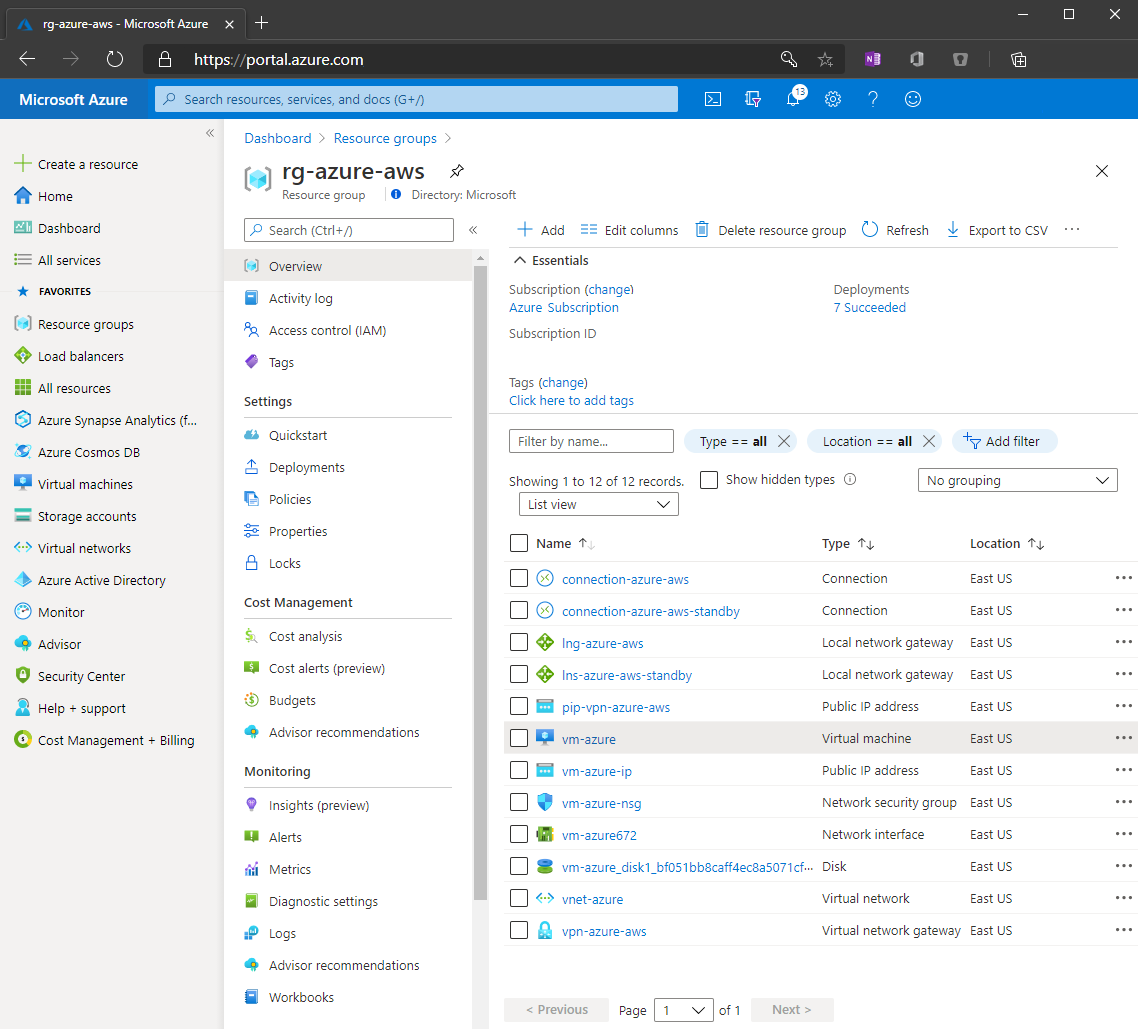 rg-azure-aws - Microsoft Azure
https://portal.azure.com
Microsoft Azure
Search resources, services, and docs (G+/)
13
Create a resource
Home
Dashboard
All services
FAVORITES
Resource groups
Load balancers
All resources
Azure Synapse Analytics (f...
Azure Cosmos DB
Virtual machines
Storage accounts
Virtual networks
Azure Active Directory
Monitor
Advisor
Security Center
Help + support
Cost Management + Billing
Dashboard > Resource groups >
rg-azure-aws
Resource group
Directory: Microsoft
Search (Ctrl+/)
Overview
Activity log
Access control (IAM)
Tags
Settings
Quickstart
Deployments
Policies
Properties
Locks
Cost Management
Cost analysis
Cost alerts (preview)
Budgets
Advisor recommendations
Monitoring
Insights (preview)
Alerts
Metrics
Diagnostic settings
Logs
Advisor recommendations
Workbooks
Add Edit columns Delete resource group Refresh Export to CSV ···
Essentials
Subscription (change)
Azure Subscription
Subscription ID
Deployments
7 Succeeded
Tags (change)
Click here to add tags
Filter by name... Type == all Location == all Add filter
Showing 1 to 12 of 12 records. Show hidden types No grouping
List view
Name Type Location
connection-azure-aws Connection East US
connection-azure-aws-standby Connection East US
lng-azure-aws Local network gateway East US
lns-azure-aws-standby Local network gateway East US
pip-vpn-azure-aws Public IP address East US
vm-azure Virtual machine East US
vm-azure-ip Public IP address East US
vm-azure-nsg Network security group East US
vm-azure672 Network interface East US
vm-azure_disk1_bf051bb8caff4ec8a5071cf... Disk East US
vnet-azure Virtual network East US
vpn-azure-aws Virtual network gateway East US
< Previous Page 1 of 1 Next >